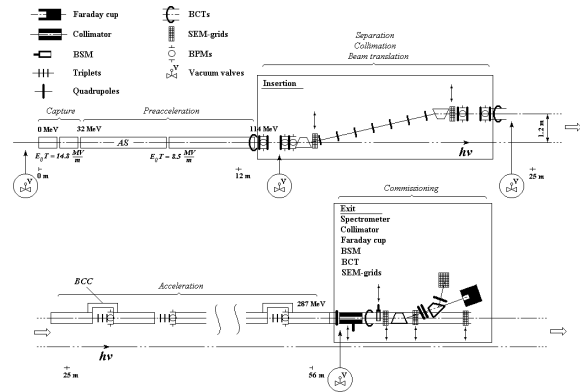 Faraday cup
BCTs
Collimator
SEM-grids
BSM
BPMs
Triplets
Vacuum valves
V
Quadrupoles
Separation
Collimation
Beam translation
Insertion
Capture
Preacceleration
0 MeV
32 MeV
114 MeV
AS
E₀T = 14.8 MV/m
E₀T = 8.5 MV/m
hν
1.2 m
V
V
V
0 m
12 m
25 m
Commissioning
Exit
Spectrometer
Collimator
Faraday cup
BSM
BCT
SEM-grids
Acceleration
BCC
287 MeV
hν
25 m
56 m
V